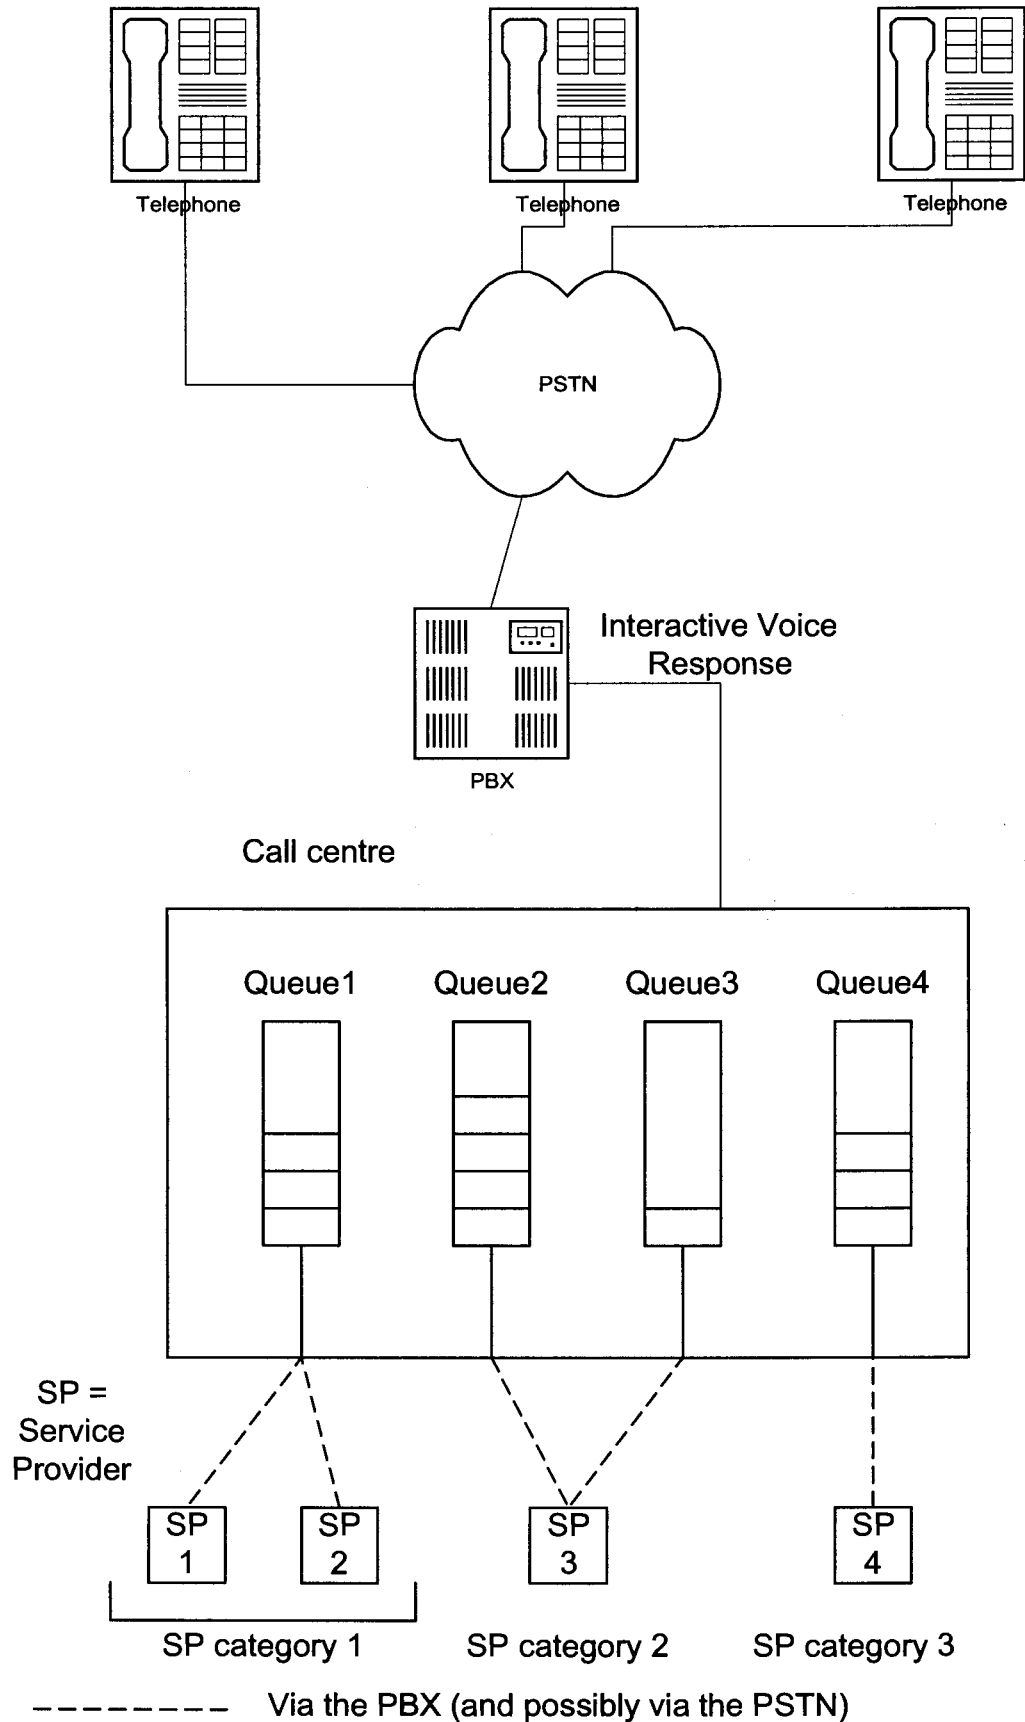 Telephone
Telephone
Telephone
PSTN
Interactive Voice
Response
PBX
Call centre
Queue1
Queue2
Queue3
Queue4
SP =
Service
Provider
SP
1
SP
2
SP
3
SP
4
SP category 1
SP category 2
SP category 3
Via the PBX (and possibly via the PSTN)